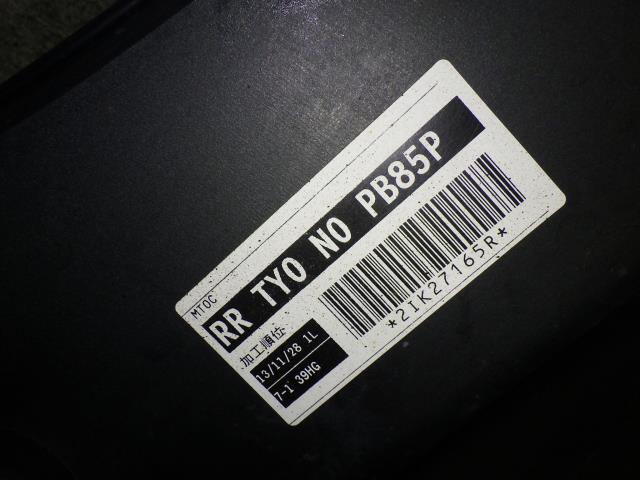 MTOC
RR TYO NO PB85P
加工順位
13/11/28 1L
7-1 39HG
*2IK27165R*